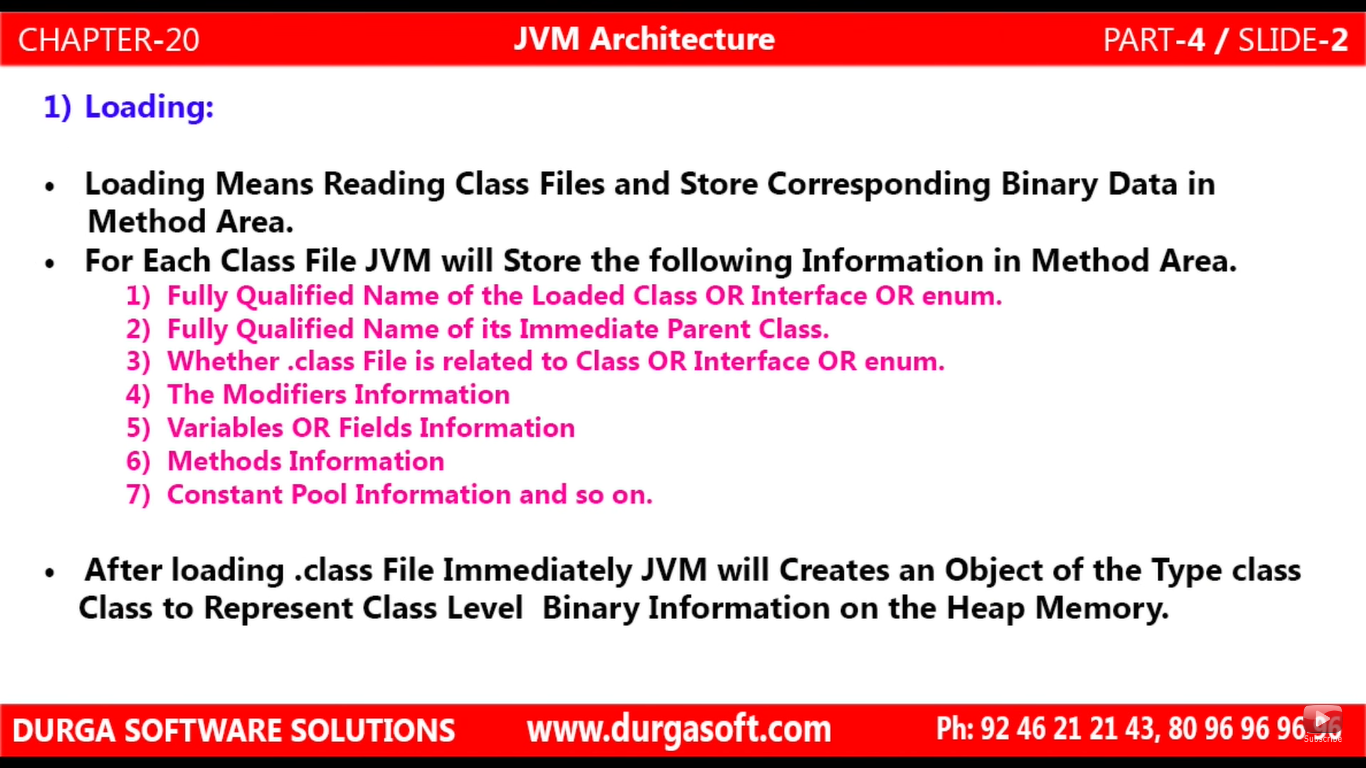 CHAPTER-20
JVM Architecture
PART-4 / SLIDE-2
1) Loading:
• Loading Means Reading Class Files and Store Corresponding Binary Data in
Method Area.
• For Each Class File JVM will Store the following Information in Method Area.
1) Fully Qualified Name of the Loaded Class OR Interface OR enum.
2) Fully Qualified Name of its Immediate Parent Class.
3) Whether .class File is related to Class OR Interface OR enum.
4) The Modifiers Information
5) Variables OR Fields Information
6) Methods Information
7) Constant Pool Information and so on.
• After loading .class File Immediately JVM will Creates an Object of the Type class
Class to Represent Class Level Binary Information on the Heap Memory.
DURGA SOFTWARE SOLUTIONS
www.durgasoft.com
Ph: 92 46 21 21 43, 80 96 96 96 96
Subscribe